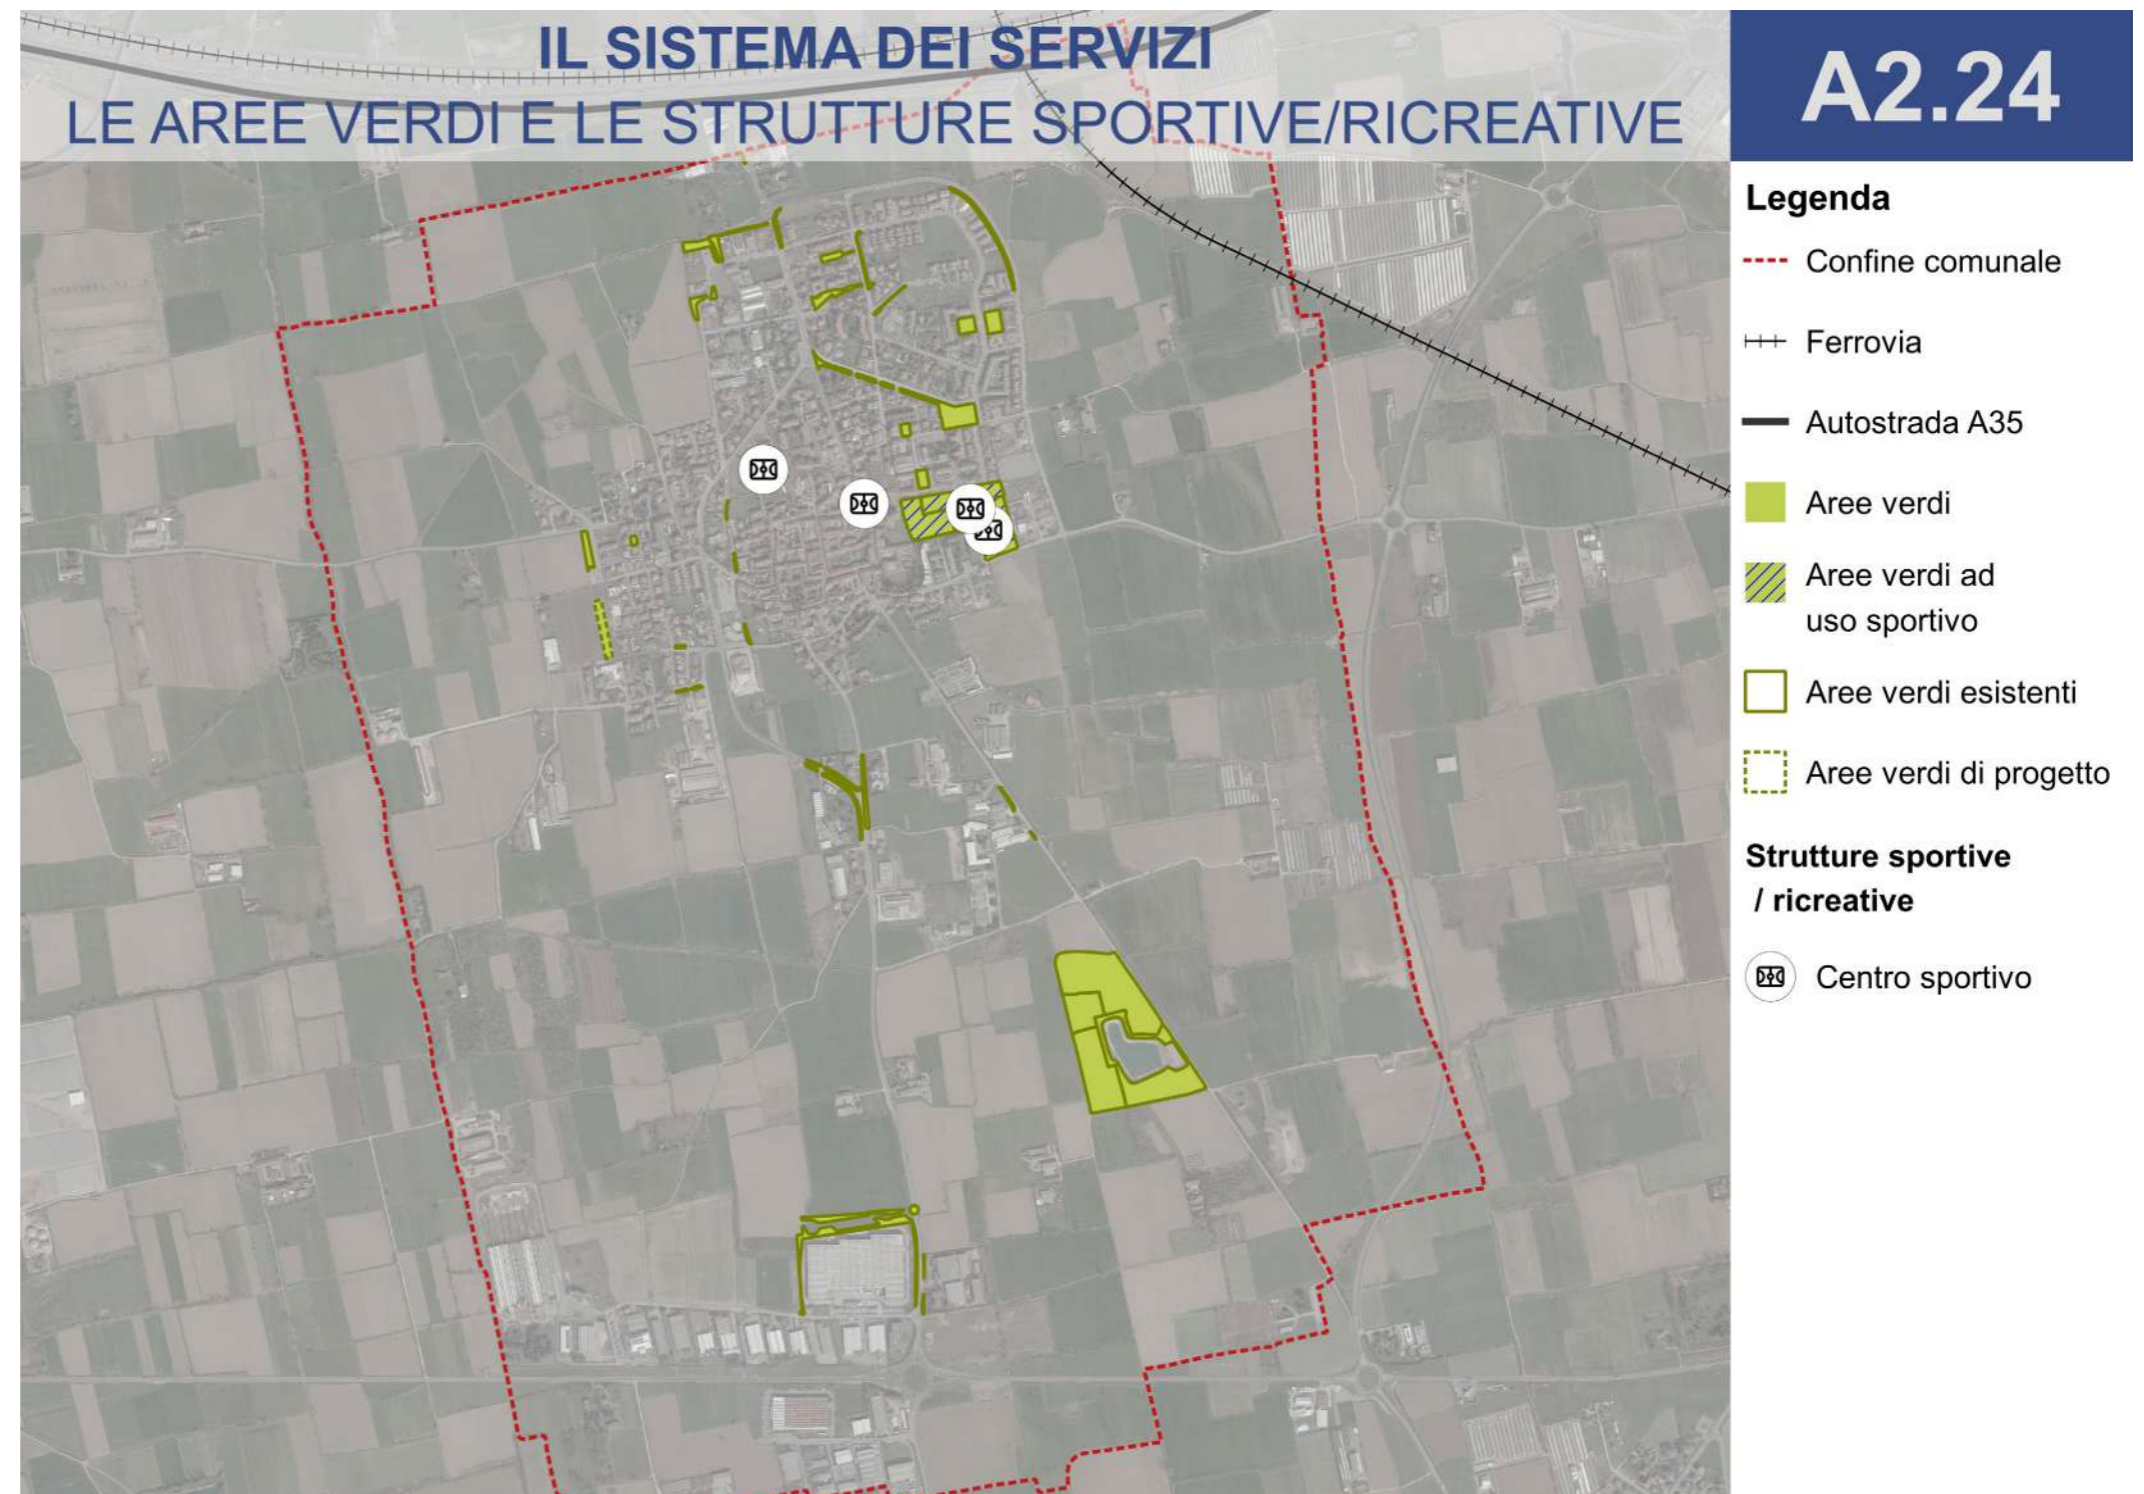 IL SISTEMA DEI SERVIZI
LE AREE VERDI E LE STRUTTURE SPORTIVE/RICREATIVE
A2.24
Legenda
Confine comunale
Ferrovia
Autostrada A35
Aree verdi
Aree verdi ad
uso sportivo
Aree verdi esistenti
Aree verdi di progetto
Strutture sportive
/ ricreative
Centro sportivo